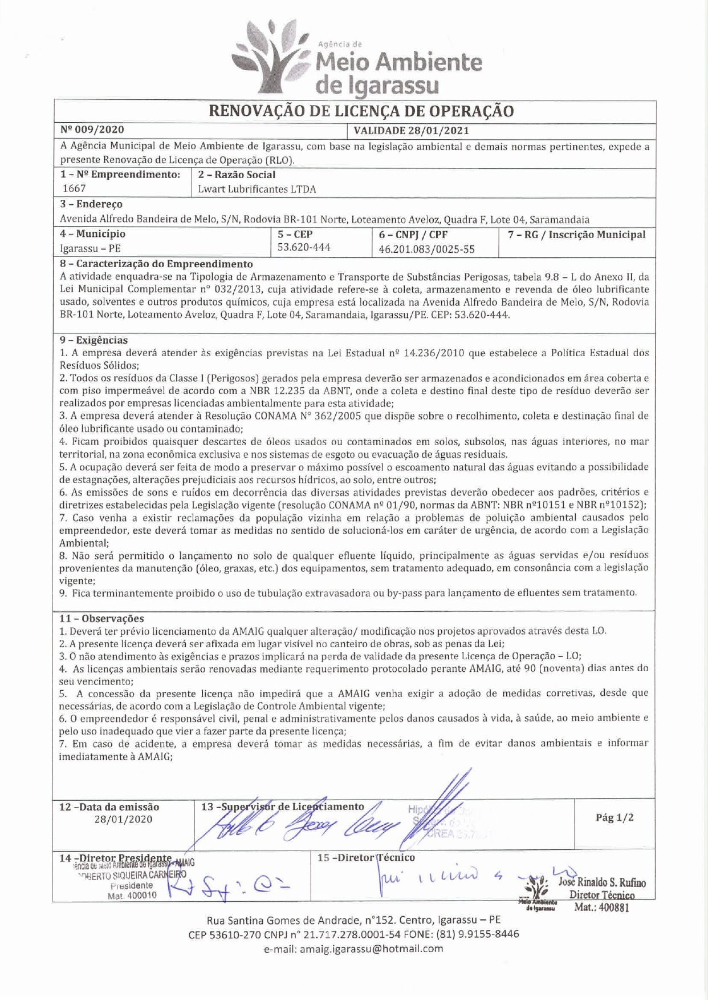 Agência de
Meio Ambiente
de Igarassu
RENOVAÇÃO DE LICENÇA DE OPERAÇÃO
Nº 009/2020 VALIDADE 28/01/2021
A Agência Municipal de Meio Ambiente de Igarassu, com base na legislação ambiental e demais normas pertinentes, expede a
presente Renovação de Licença de Operação (RLO).
1 – Nº Empreendimento: 2 – Razão Social
1667 Lwart Lubrificantes LTDA
3 – Endereço
Avenida Alfredo Bandeira de Melo, S/N, Rodovia BR-101 Norte, Loteamento Aveloz, Quadra F, Lote 04, Saramandaia
4 – Município 5 – CEP 6 – CNPJ / CPF 7 – RG / Inscrição Municipal
Igarassu – PE 53.620-444 46.201.083/0025-55
8 – Caracterização do Empreendimento
A atividade enquadra-se na Tipologia de Armazenamento e Transporte de Substâncias Perigosas, tabela 9.8 – L do Anexo II, da
Lei Municipal Complementar n° 032/2013, cuja atividade refere-se à coleta, armazenamento e revenda de óleo lubrificante
usado, solventes e outros produtos químicos, cuja empresa está localizada na Avenida Alfredo Bandeira de Melo, S/N, Rodovia
BR-101 Norte, Loteamento Aveloz, Quadra F, Lote 04, Saramandaia, Igarassu/PE. CEP: 53.620-444.
9 – Exigências
1. A empresa deverá atender às exigências previstas na Lei Estadual nº 14.236/2010 que estabelece a Política Estadual dos
Resíduos Sólidos;
2. Todos os resíduos da Classe I (Perigosos) gerados pela empresa deverão ser armazenados e acondicionados em área coberta e
com piso impermeável de acordo com a NBR 12.235 da ABNT, onde a coleta e destino final deste tipo de resíduo deverão ser
realizados por empresas licenciadas ambientalmente para esta atividade;
3. A empresa deverá atender à Resolução CONAMA N° 362/2005 que dispõe sobre o recolhimento, coleta e destinação final de
óleo lubrificante usado ou contaminado;
4. Ficam proibidos quaisquer descartes de óleos usados ou contaminados em solos, subsolos, nas águas interiores, no mar
territorial, na zona econômica exclusiva e nos sistemas de esgoto ou evacuação de águas residuais.
5. A ocupação deverá ser feita de modo a preservar o máximo possível o escoamento natural das águas evitando a possibilidade
de estagnações, alterações prejudiciais aos recursos hídricos, ao solo, entre outros;
6. As emissões de sons e ruídos em decorrência das diversas atividades previstas deverão obedecer aos padrões, critérios e
diretrizes estabelecidas pela Legislação vigente (resolução CONAMA nº 01/90, normas da ABNT: NBR nº10151 e NBR nº10152);
7. Caso venha a existir reclamações da população vizinha em relação a problemas de poluição ambiental causados pelo
empreendedor, este deverá tomar as medidas no sentido de solucioná-los em caráter de urgência, de acordo com a Legislação
Ambiental;
8. Não será permitido o lançamento no solo de qualquer efluente líquido, principalmente as águas servidas e/ou resíduos
provenientes da manutenção (óleo, graxas, etc.) dos equipamentos, sem tratamento adequado, em consonância com a legislação
vigente;
9. Fica terminantemente proibido o uso de tubulação extravasadora ou by-pass para lançamento de efluentes sem tratamento.
11 – Observações
1. Deverá ter prévio licenciamento da AMAIG qualquer alteração/ modificação nos projetos aprovados através desta LO.
2. A presente licença deverá ser afixada em lugar visível no canteiro de obras, sob as penas da Lei;
3. O não atendimento às exigências e prazos implicará na perda de validade da presente Licença de Operação – LO;
4. As licenças ambientais serão renovadas mediante requerimento protocolado perante AMAIG, até 90 (noventa) dias antes do
seu vencimento;
5. A concessão da presente licença não impedirá que a AMAIG venha exigir a adoção de medidas corretivas, desde que
necessárias, de acordo com a Legislação de Controle Ambiental vigente;
6. O empreendedor é responsável civil, penal e administrativamente pelos danos causados à vida, à saúde, ao meio ambiente e
pelo uso inadequado que vier a fazer parte da presente licença;
7. Em caso de acidente, a empresa deverá tomar as medidas necessárias, a fim de evitar danos ambientais e informar
imediatamente à AMAIG;
12 –Data da emissão 13 –Supervisor de Licenciamento
28/01/2020 Pág 1/2
14 –Diretor Presidente 15 –Diretor Técnico
Meio Ambiente de Igarassu-AMAIG
SIQUEIRA CARNEIRO
Presidente
Mat. 400010
José Rinaldo S. Rufino
Diretor Técnico
Mat.: 400881
Meio Ambiente
de Igarassu
Rua Santina Gomes de Andrade, n°152. Centro, Igarassu – PE
CEP 53610-270 CNPJ n° 21.717.278.0001-54 FONE: (81) 9.9155-8446
e-mail: amaig.igarassu@hotmail.com